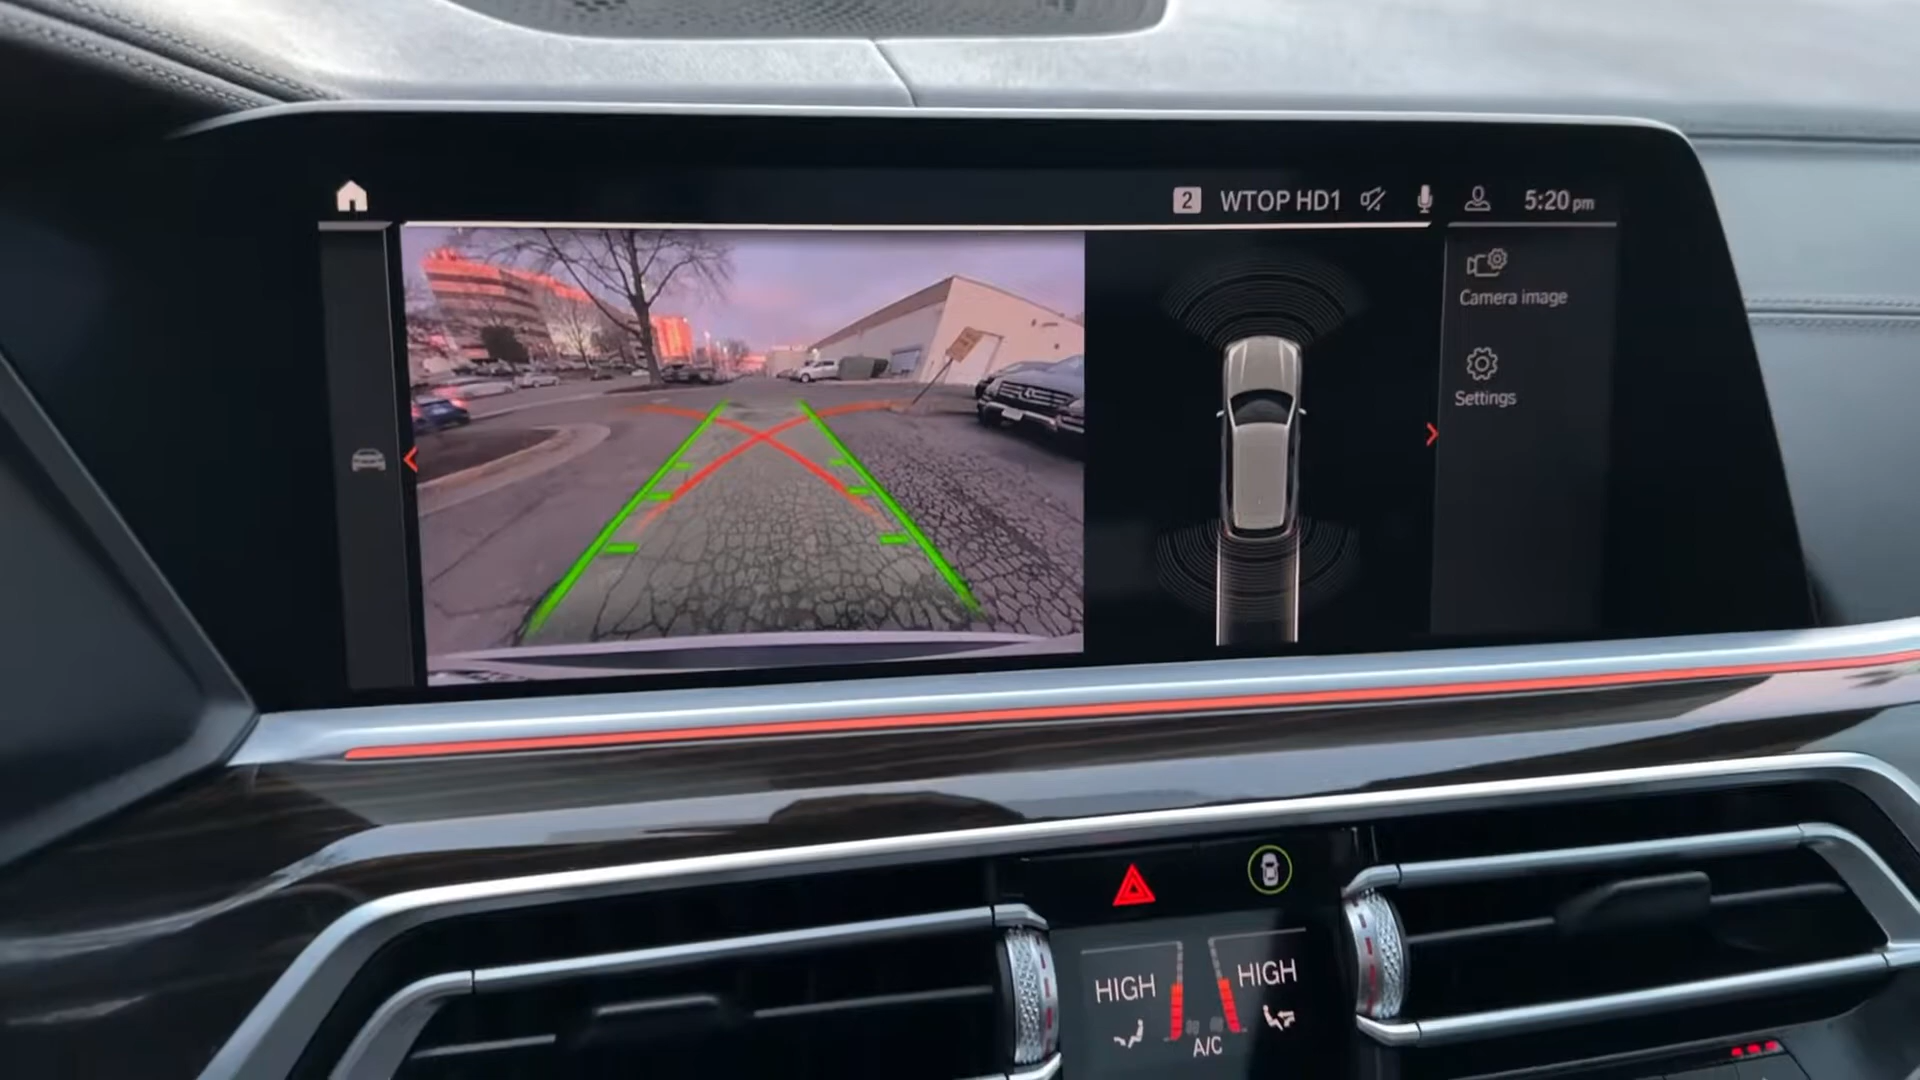 2 WTOP HD1 5:20 pm
Camera image
Settings
HIGH HIGH
A/C